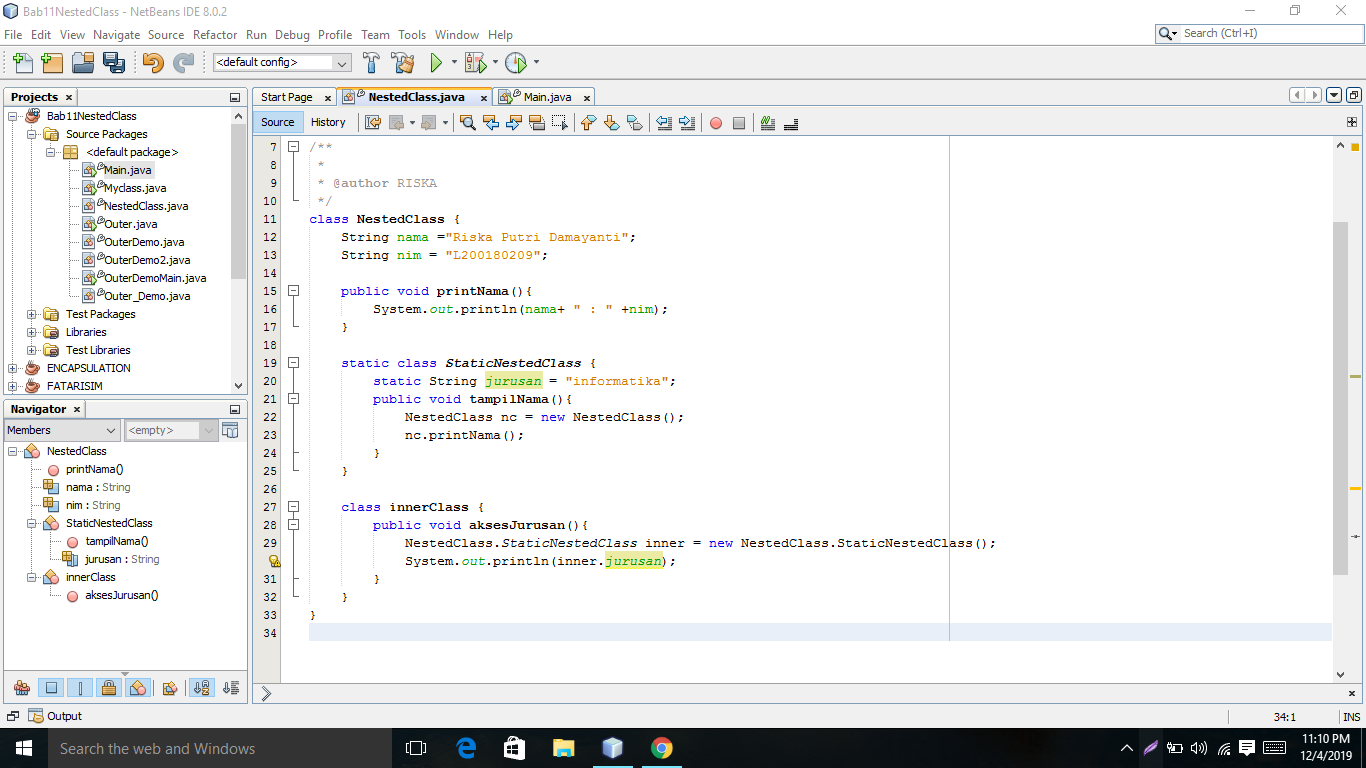 Bab11NestedClass - NetBeans IDE 8.0.2
File Edit View Navigate Source Refactor Run Debug Profile Team Tools Window Help
Search (Ctrl+I)
<default config>
Projects
Bab11NestedClass
Source Packages
<default package>
Main.java
Myclass.java
NestedClass.java
Outer.java
OuterDemo.java
OuterDemo2.java
OuterDemoMain.java
Outer_Demo.java
Test Packages
Libraries
Test Libraries
ENCAPSULATION
FATARISIM
Navigator
Members <empty>
NestedClass
printNama()
nama : String
nim : String
StaticNestedClass
tampilNama()
jurusan : String
innerClass
aksesJurusan()
Start Page NestedClass.java Main.java
Source History
7 /**
8 *
9 * @author RISKA
10 */
11 class NestedClass {
12 String nama ="Riska Putri Damayanti";
13 String nim = "L200180209";
14
15 public void printNama(){
16 System.out.println(nama+ " : " +nim);
17 }
18
19 static class StaticNestedClass {
20 static String jurusan = "informatika";
21 public void tampilNama(){
22 NestedClass nc = new NestedClass();
23 nc.printNama();
24 }
25 }
26
27 class innerClass {
28 public void aksesJurusan(){
29 NestedClass.StaticNestedClass inner = new NestedClass.StaticNestedClass();
System.out.println(inner.jurusan);
31 }
32 }
33 }
34
Output
34:1 INS
Search the web and Windows
11:10 PM
12/4/2019